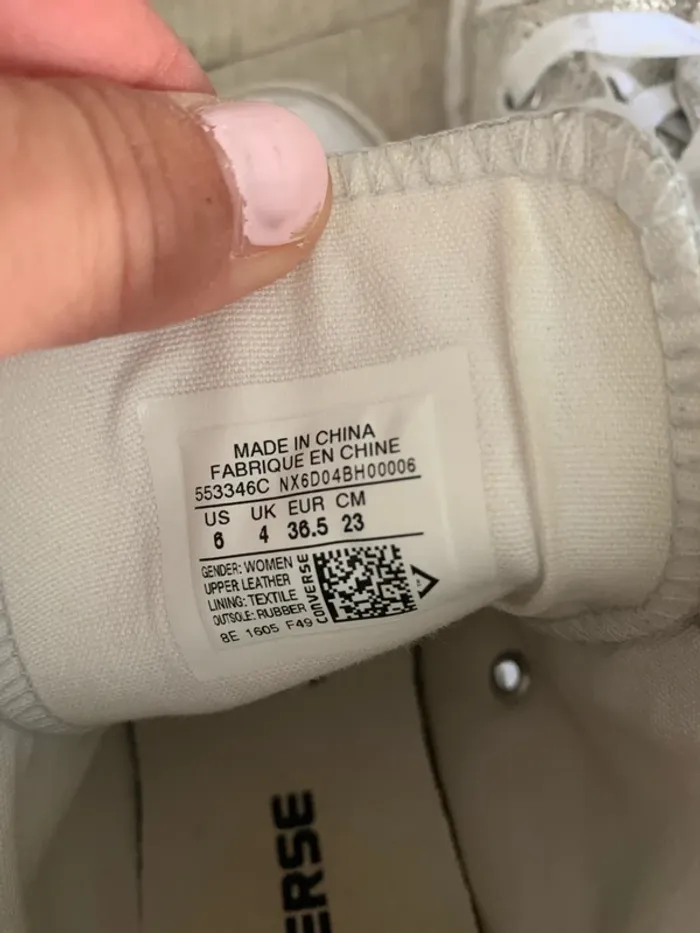 MADE IN CHINA
FABRIQUE EN CHINE
553346C NX6D04BH00006
US UK EUR CM
6 4 36.5 23
GENDER: WOMEN
UPPER LEATHER
LINING: TEXTILE
OUTSOLE: RUBBER
8E 1605 F49
CONVERSE
ERSE